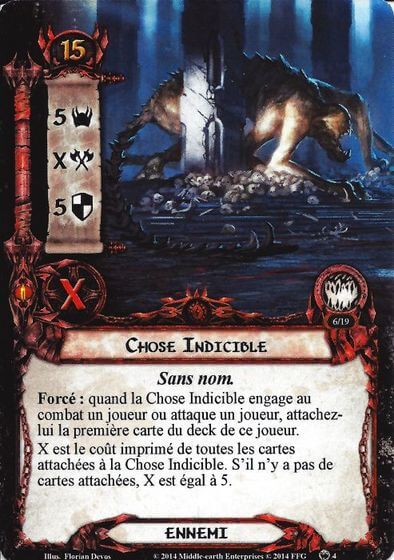 15
5
X
5
X
6/19
CHOSE INDICIBLE
Sans nom.
Forcé : quand la Chose Indicible engage au
combat un joueur ou attaque un joueur, attachez-
lui la première carte du deck de ce joueur.
X est le coût imprimé de toutes les cartes
attachées à la Chose Indicible. S'il n'y a pas de
cartes attachées, X est égal à 5.
ENNEMI
Illus. Florian Devos © 2014 Middle-earth Enterprises © 2014 FFG 4